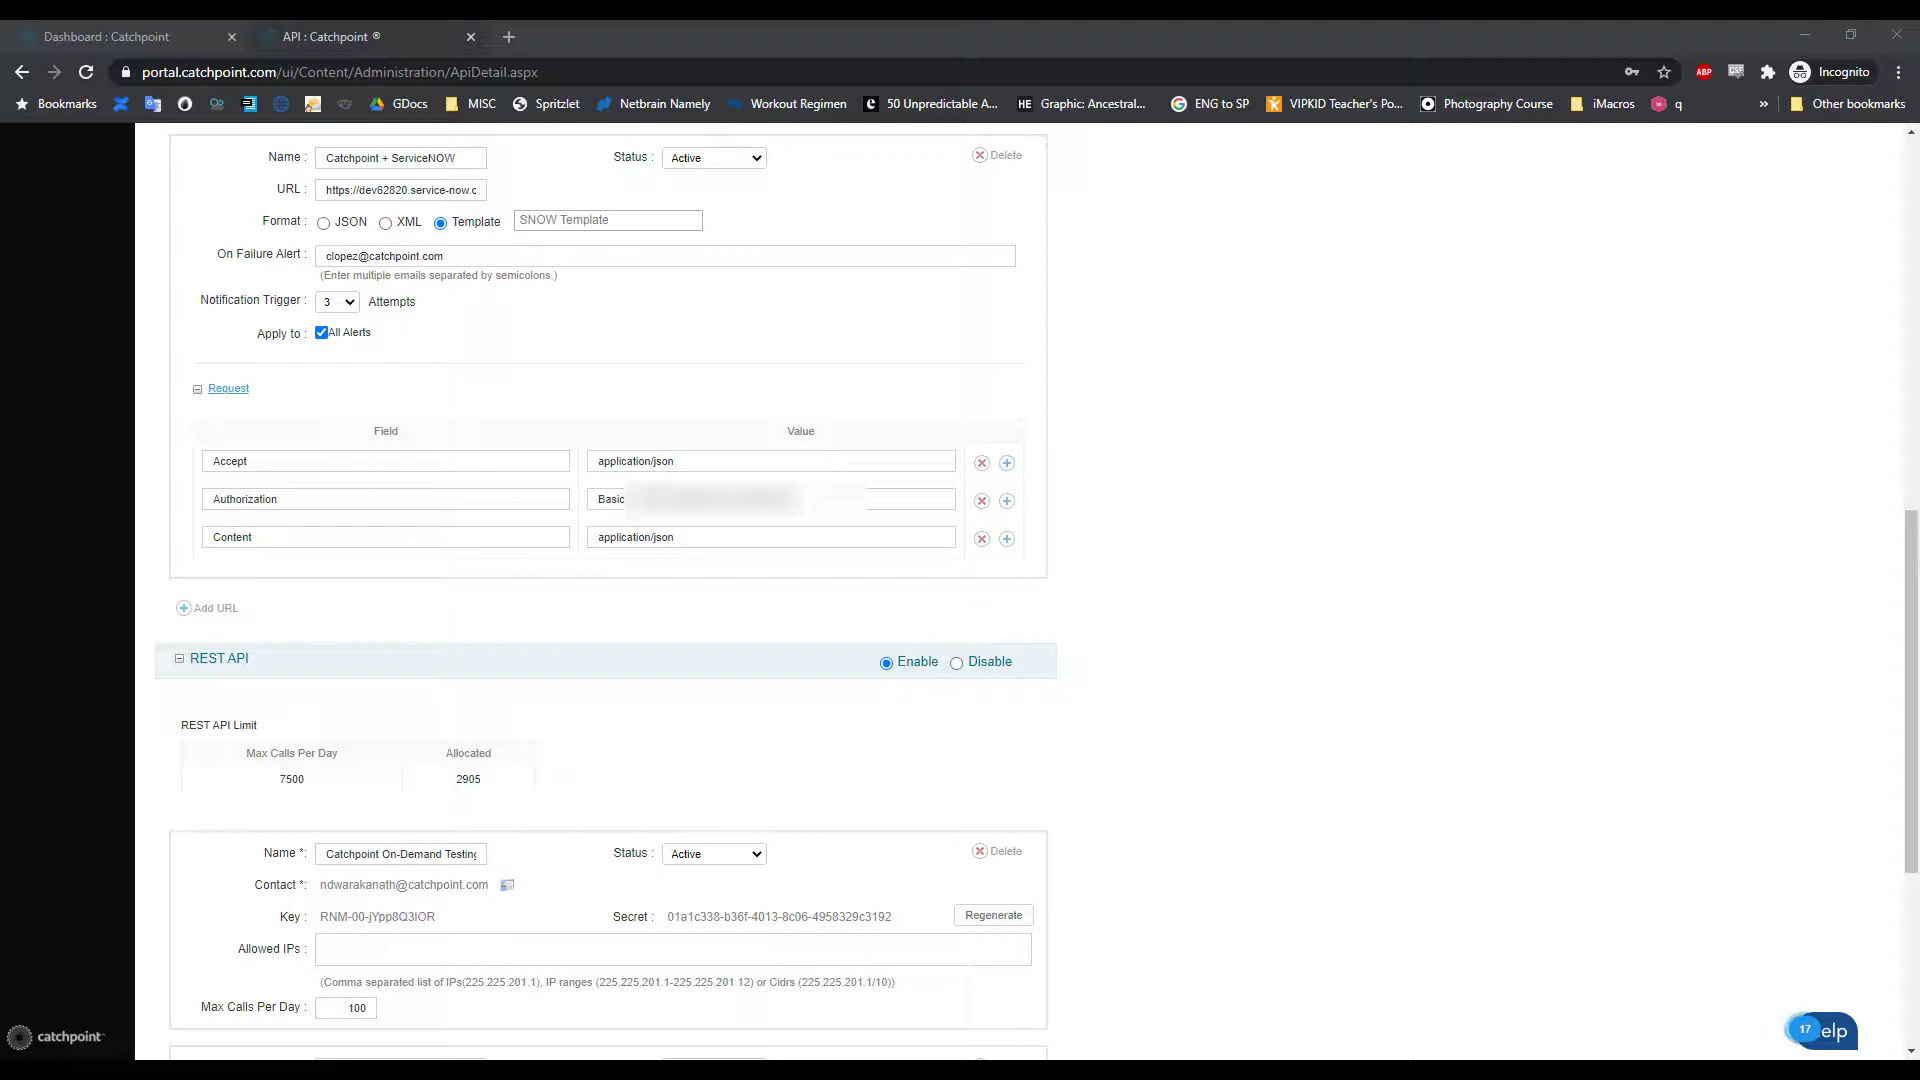 Dashboard : Catchpoint
API : Catchpoint ®
portal.catchpoint.com/ui/Content/Administration/ApiDetail.aspx
ABP
Incognito
Bookmarks
GDocs
MISC
Spritzlet
Netbrain Namely
Workout Regimen
50 Unpredictable A...
HE Graphic: Ancestral...
ENG to SP
VIPKID Teacher's Po...
Photography Course
iMacros
q
»
Other bookmarks
Name : Catchpoint + ServiceNOW Status : Active Delete
URL : https://dev62820.service-now.c
Format : JSON XML Template SNOW Template
On Failure Alert : clopez@catchpoint.com
(Enter multiple emails separated by semicolons.)
Notification Trigger : 3 Attempts
Apply to : All Alerts
Request
Field Value
Accept application/json
Authorization Basic
Content application/json
Add URL
REST API Enable Disable
REST API Limit
Max Calls Per Day Allocated
7500 2905
Name *: Catchpoint On-Demand Testing Status : Active Delete
Contact *: ndwarakanath@catchpoint.com
Key : RNM-00-jYpp8Q3IOR Secret : 01a1c338-b36f-4013-8c06-4958329c3192 Regenerate
Allowed IPs :
(Comma separated list of IPs(225.225.201.1), IP ranges (225.225.201.1-225.225.201.12) or Cidrs (225.225.201.1/10))
Max Calls Per Day : 100
catchpoint
17 elp